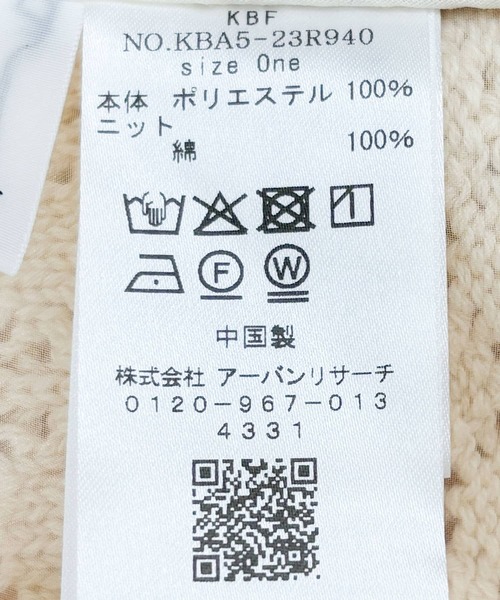 KBF
NO.KBA5-23R940
size One
本体 ポリエステル 100%
ニット
綿 100%
F W
中国製
株式会社 アーバンリサーチ
0120-967-013
4331